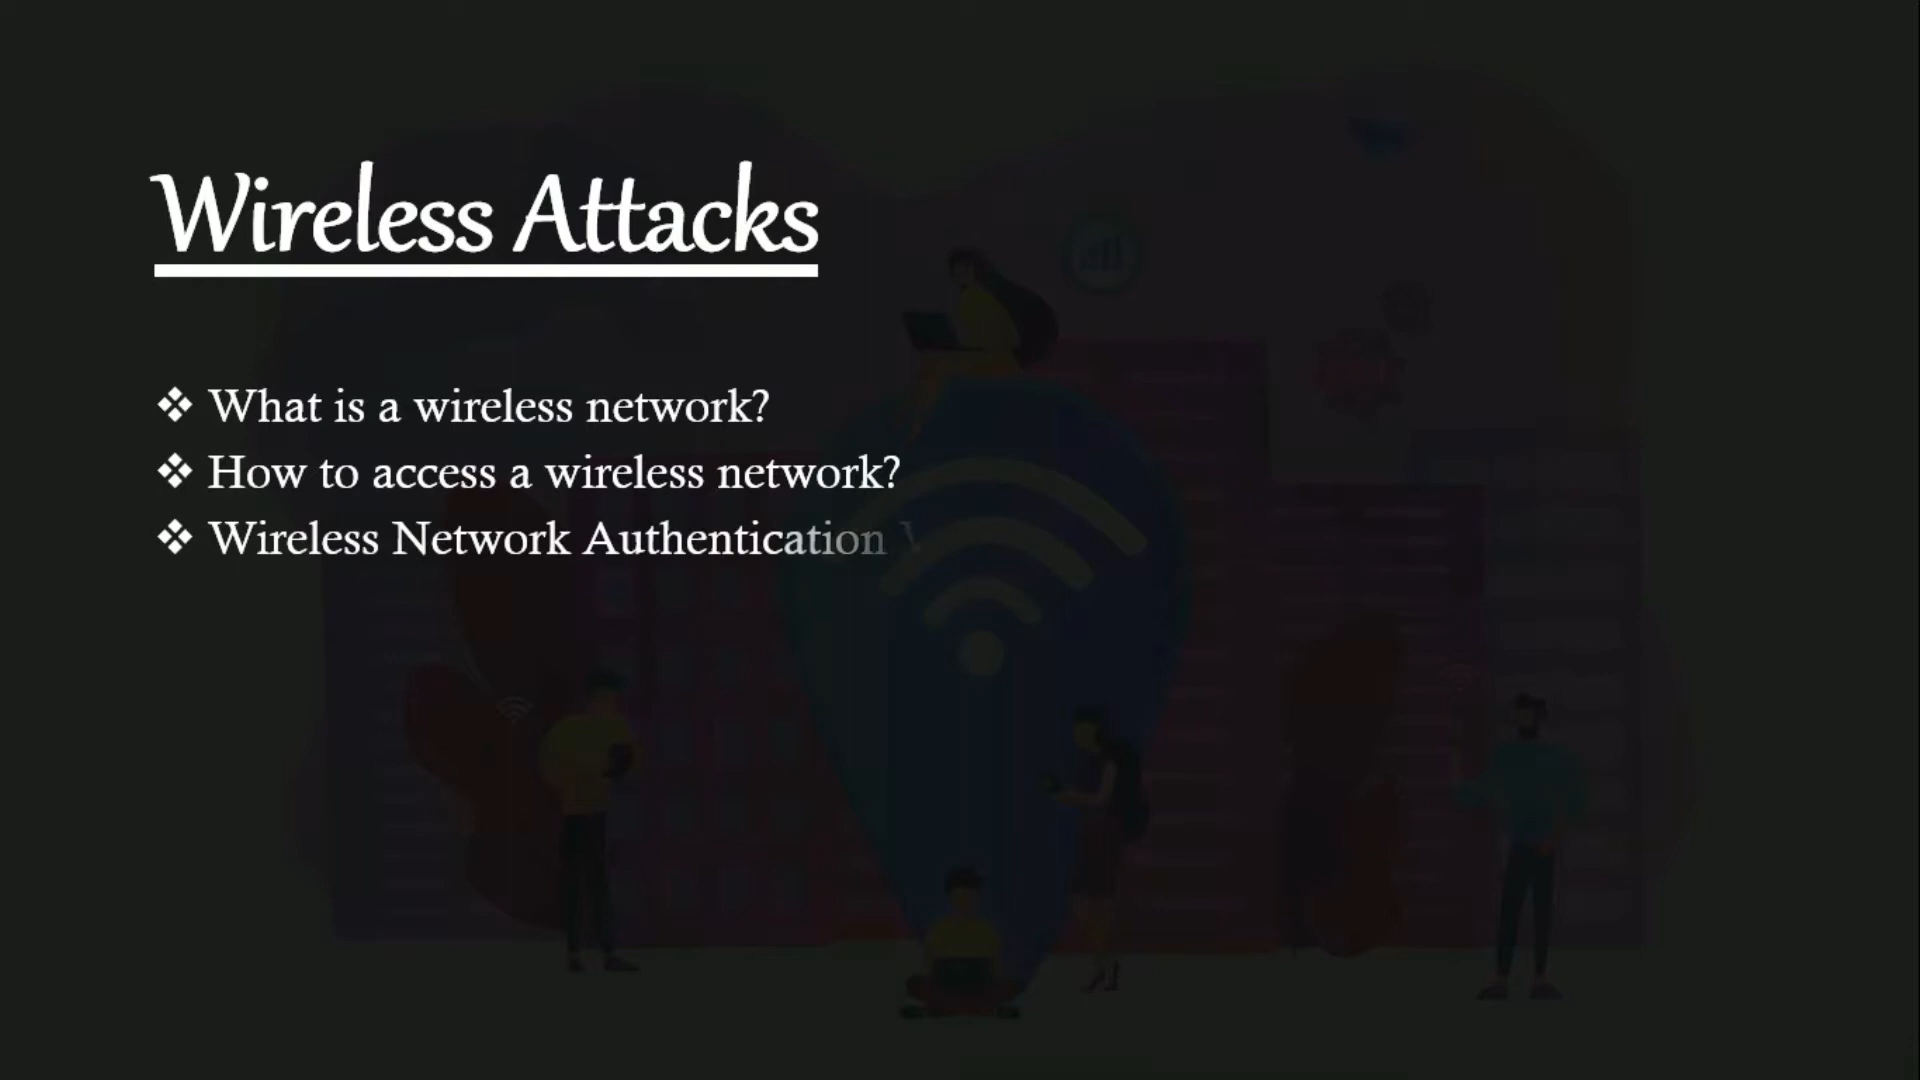 Wireless Attacks
❖ What is a wireless network?
❖ How to access a wireless network?
❖ Wireless Network Authentication